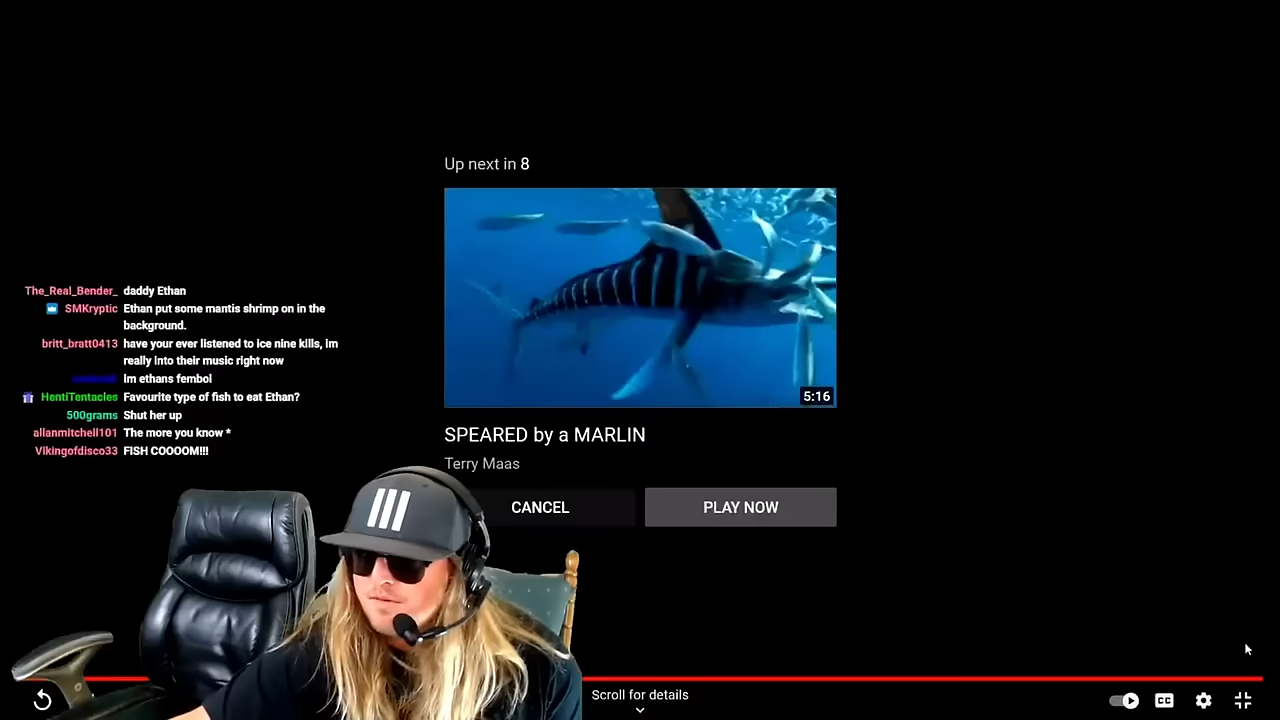 Up next in 8
5:16
SPEARED by a MARLIN
Terry Maas
CANCEL
PLAY NOW
The_Real_Bender_ daddy Ethan
SMKryptic Ethan put some mantis shrimp on in the
background.
britt_bratt0413 have your ever listened to ice nine kills, im
really into their music right now
Im ethans femboi
HentiTentacles Favourite type of fish to eat Ethan?
500grams Shut her up
allanmitchell101 The more you know *
Vikingofdisco33 FISH COOOOM!!!
Scroll for details
CC